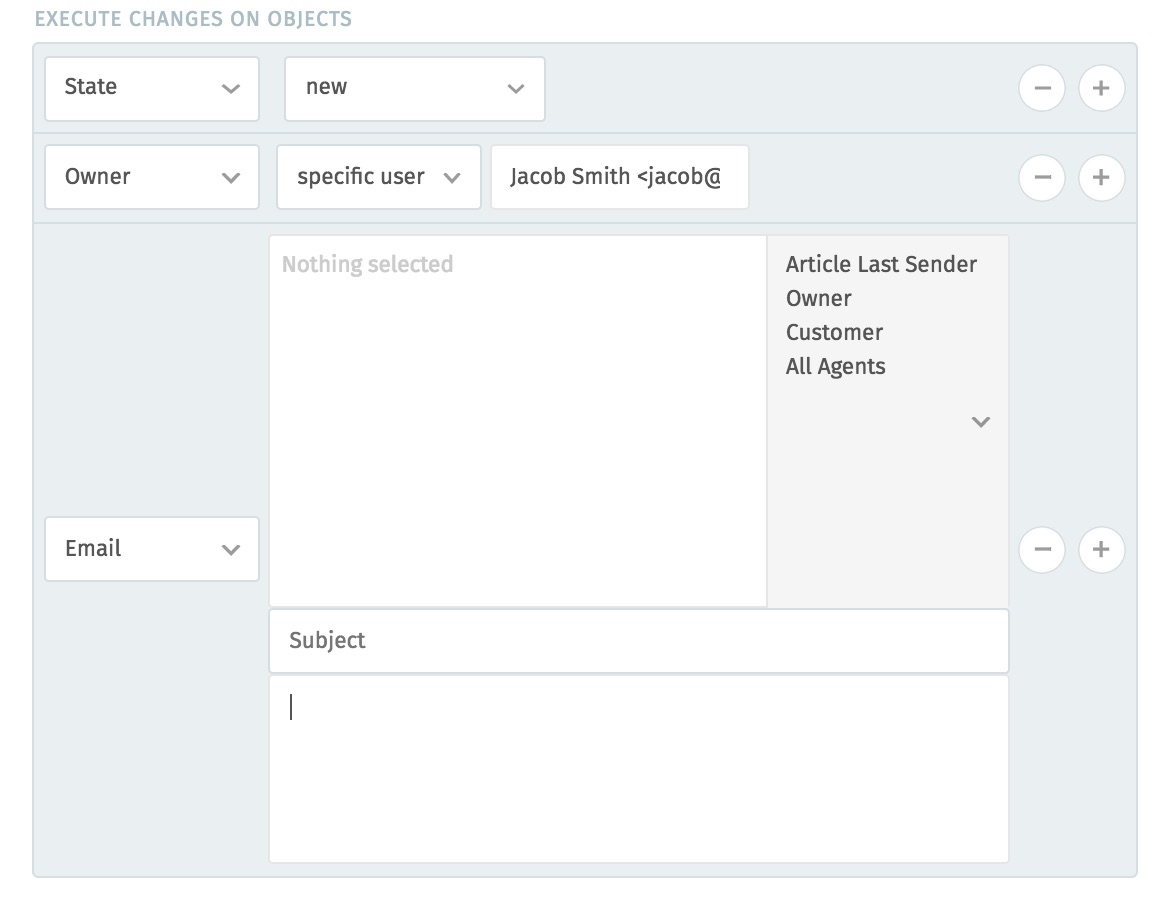 EXECUTE CHANGES ON OBJECTS
State
new
Owner
specific user
Jacob Smith <jacob@
Nothing selected
Article Last Sender
Owner
Customer
All Agents
Email
Subject